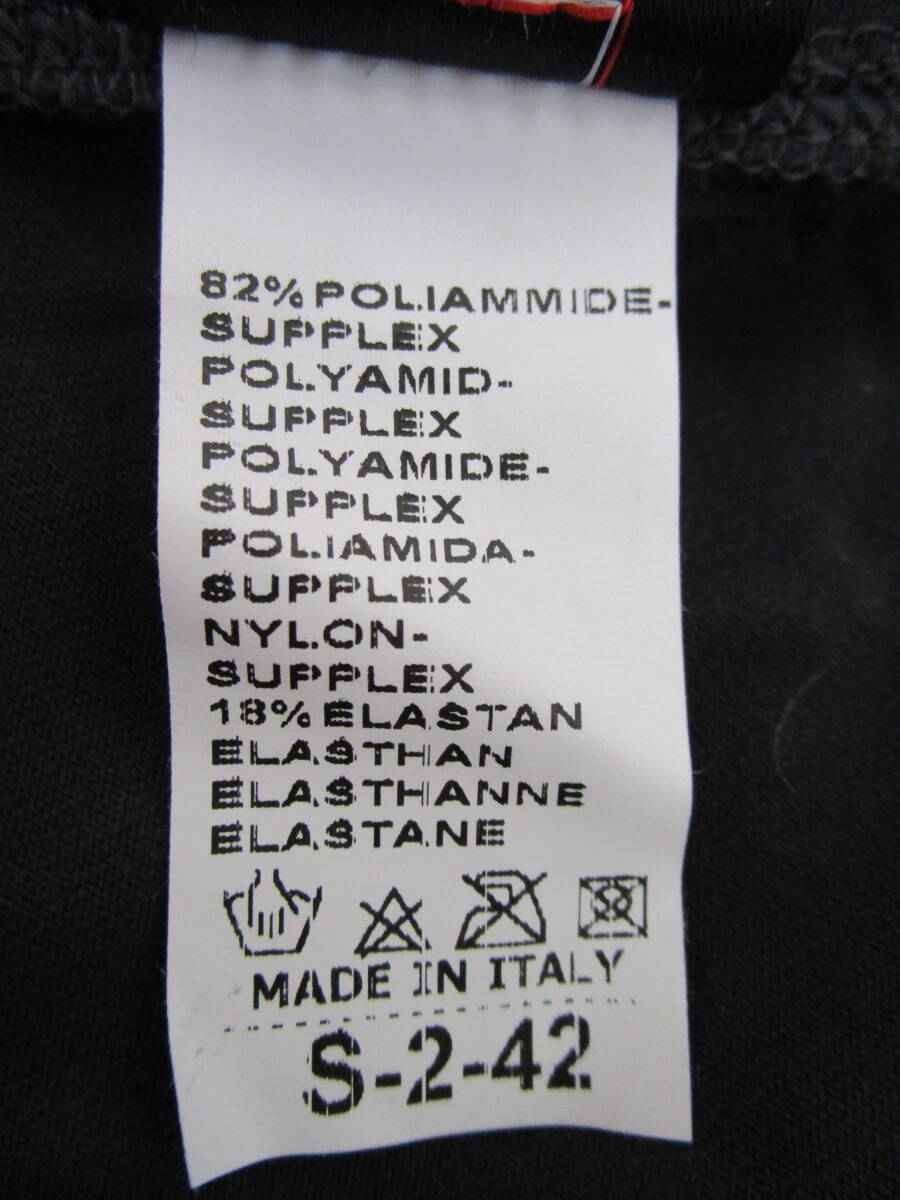 82% POLIAMMIDE-
SUPPLEX
POLYAMID-
SUPPLEX
POLYAMIDE-
SUPPLEX
POLIAMIDA-
SUPPLEX
NYLON-
SUPPLEX
18% ELASTAN
ELASTHAN
ELASTHANNE
ELASTANE
MADE IN ITALY
S-2-42